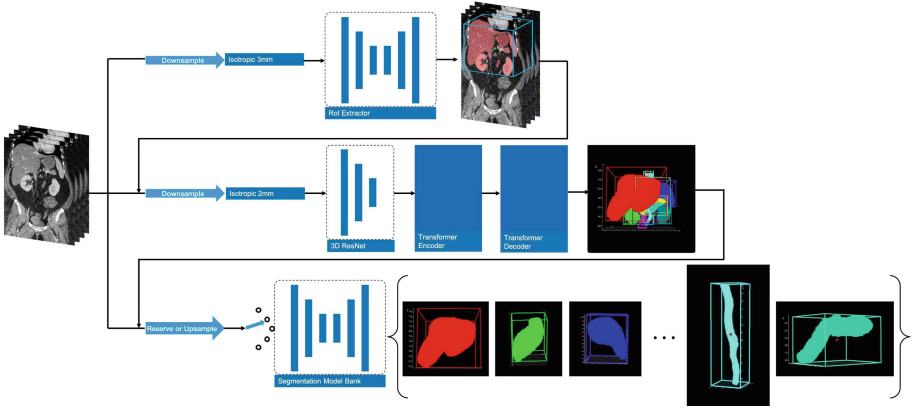 Downsample
Isotropic 3mm
RoI Extractor
Downsample
Isotropic 2mm
3D ResNet
Transformer
Encoder
Transformer
Decoder
Reserve or Upsample
Segmentation Model Bank